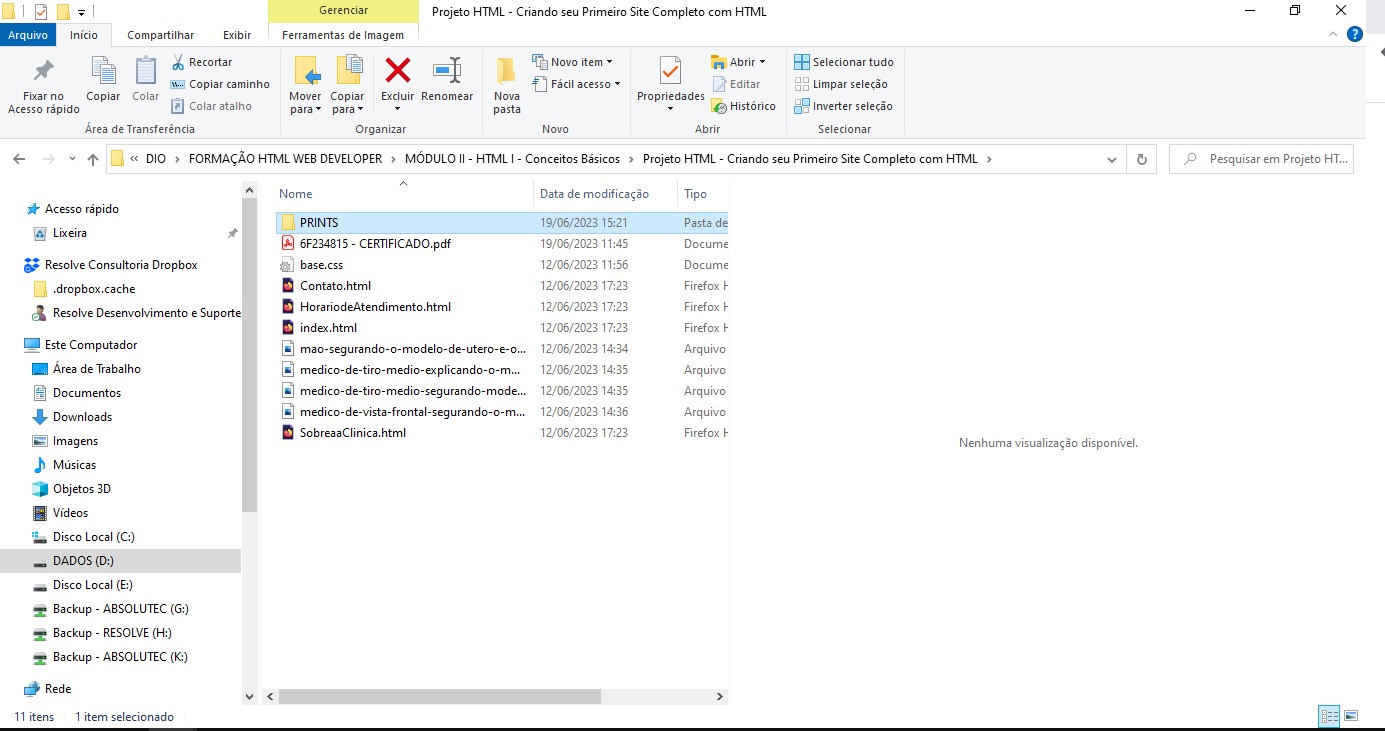 Gerenciar
Projeto HTML - Criando seu Primeiro Site Completo com HTML
Arquivo Início Compartilhar Exibir Ferramentas de Imagem
Fixar no Acesso rápido
Copiar
Colar
Recortar
Copiar caminho
Colar atalho
Área de Transferência
Mover para
Copiar para
Excluir
Renomear
Organizar
Nova pasta
Novo item
Fácil acesso
Novo
Propriedades
Abrir
Editar
Histórico
Abrir
Selecionar tudo
Limpar seleção
Inverter seleção
Selecionar
« DIO › FORMAÇÃO HTML WEB DEVELOPER › MÓDULO II - HTML I - Conceitos Básicos › Projeto HTML - Criando seu Primeiro Site Completo com HTML ›
Pesquisar em Projeto HT...
Acesso rápido
Lixeira
Resolve Consultoria Dropbox
.dropbox.cache
Resolve Desenvolvimento e Suporte
Este Computador
Área de Trabalho
Documentos
Downloads
Imagens
Músicas
Objetos 3D
Vídeos
Disco Local (C:)
DADOS (D:)
Disco Local (E:)
Backup - ABSOLUTEC (G:)
Backup - RESOLVE (H:)
Backup - ABSOLUTEC (K:)
Rede
Nome Data de modificação Tipo
PRINTS 19/06/2023 15:21 Pasta de
6F234815 - CERTIFICADO.pdf 19/06/2023 11:45 Docume
base.css 12/06/2023 11:56 Docume
Contato.html 12/06/2023 17:23 Firefox H
HorariodeAtendimento.html 12/06/2023 17:23 Firefox H
index.html 12/06/2023 17:23 Firefox H
mao-segurando-o-modelo-de-utero-e-o... 12/06/2023 14:34 Arquivo
medico-de-tiro-medio-explicando-o-m... 12/06/2023 14:35 Arquivo
medico-de-tiro-medio-segurando-mode... 12/06/2023 14:35 Arquivo
medico-de-vista-frontal-segurando-o-m... 12/06/2023 14:36 Arquivo
SobreaaClinica.html 12/06/2023 17:23 Firefox H
Nenhuma visualização disponível.
11 itens 1 item selecionado